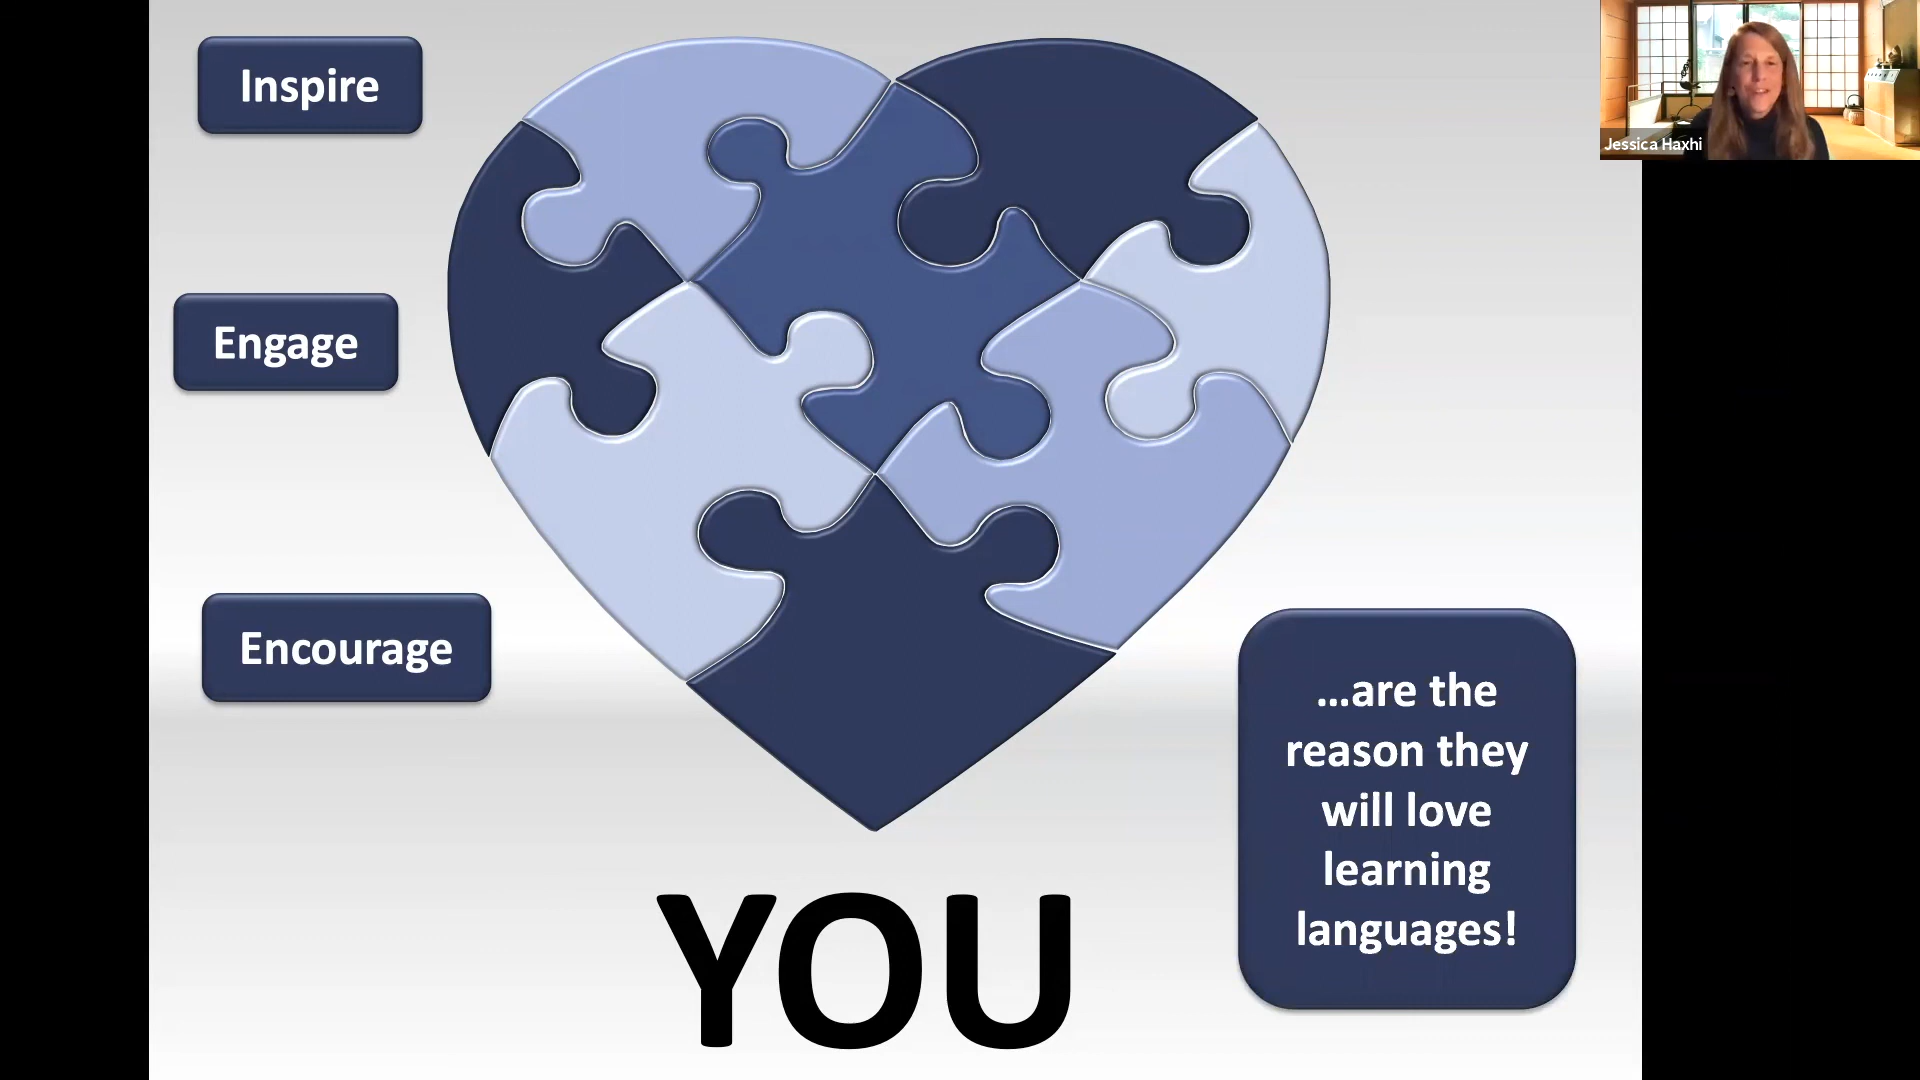 Inspire
Jessica Haxhi
Engage
Encourage
...are the
reason they
will love
learning
languages!
YOU